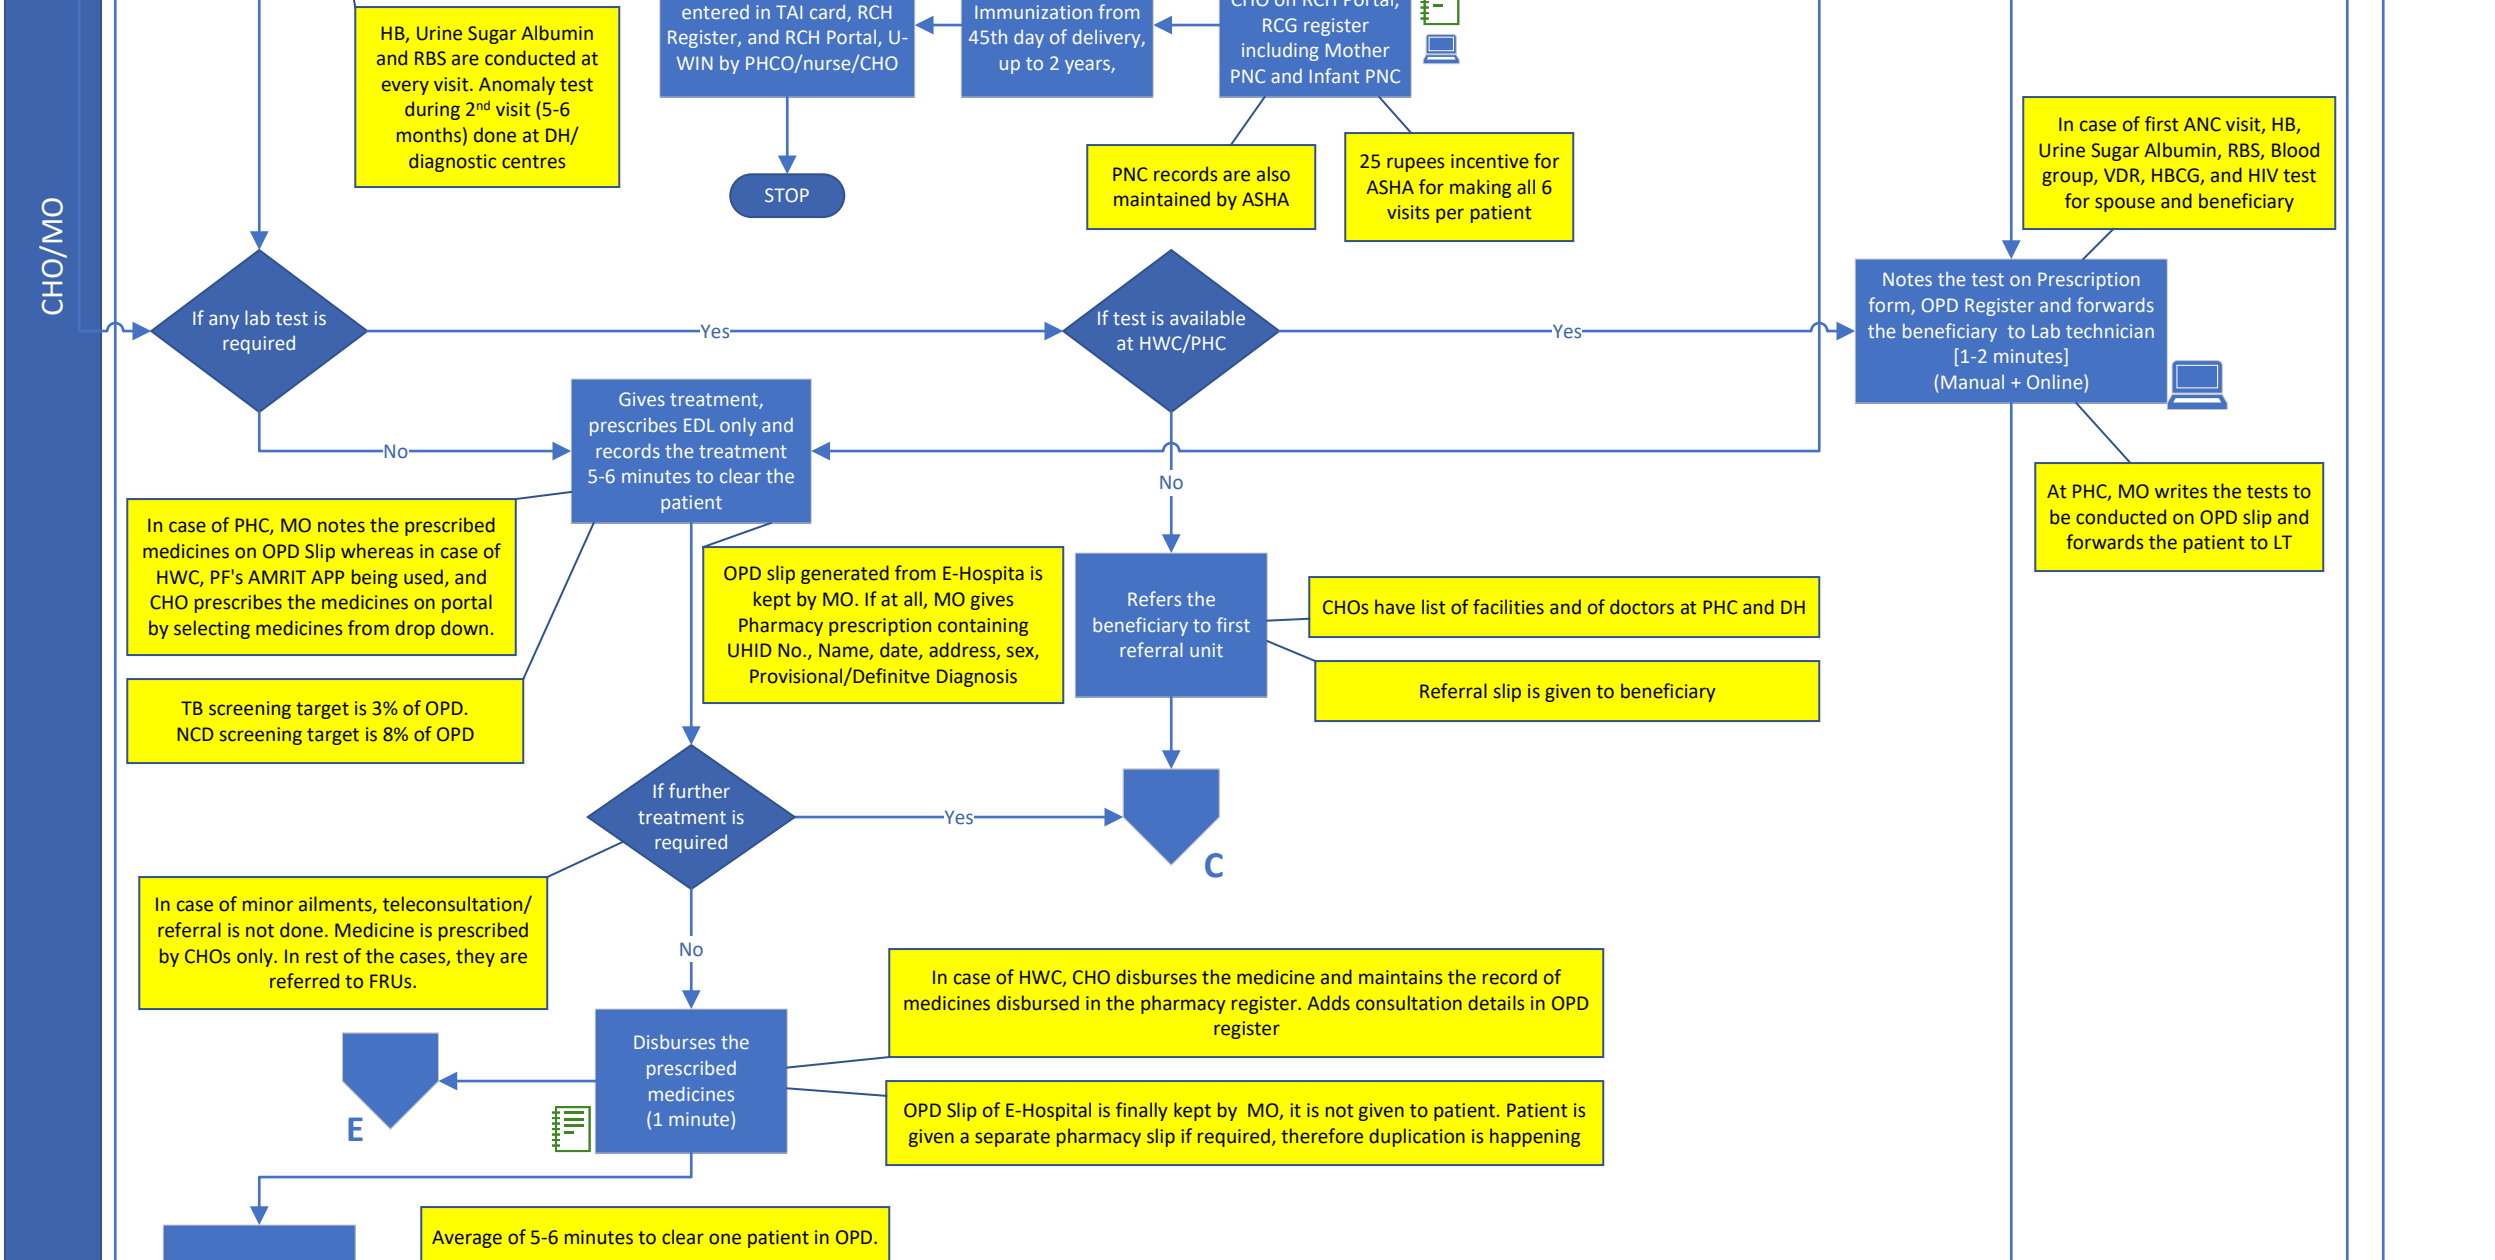 entered in TAI card, RCH
Register, and RCH Portal, U-
WIN by PHCO/nurse/CHO
Immunization from
45th day of delivery,
up to 2 years,
CHO on RCH Portal,
RCG register
including Mother
PNC and Infant PNC
HB, Urine Sugar Albumin
and RBS are conducted at
every visit. Anomaly test
during 2nd visit (5-6
months) done at DH/
diagnostic centres
STOP
PNC records are also
maintained by ASHA
25 rupees incentive for
ASHA for making all 6
visits per patient
In case of first ANC visit, HB,
Urine Sugar Albumin, RBS, Blood
group, VDR, HBCG, and HIV test
for spouse and beneficiary
CHO/MO
If any lab test is
required
Yes
If test is available
at HWC/PHC
Yes
Notes the test on Prescription
form, OPD Register and forwards
the beneficiary  to Lab technician
[1-2 minutes]
(Manual + Online)
No
Gives treatment,
prescribes EDL only and
records the treatment
5-6 minutes to clear the
patient
No
At PHC, MO writes the tests to
be conducted on OPD slip and
forwards the patient to LT
In case of PHC, MO notes the prescribed
medicines on OPD Slip whereas in case of
HWC, PF's AMRIT APP being used, and
CHO prescribes the medicines on portal
by selecting medicines from drop down.
OPD slip generated from E-Hospita is
kept by MO. If at all, MO gives
Pharmacy prescription containing
UHID No., Name, date, address, sex,
Provisional/Definitve Diagnosis
Refers the
beneficiary to first
referral unit
CHOs have list of facilities and of doctors at PHC and DH
Referral slip is given to beneficiary
TB screening target is 3% of OPD.
NCD screening target is 8% of OPD
If further
treatment is
required
Yes
C
In case of minor ailments, teleconsultation/
referral is not done. Medicine is prescribed
by CHOs only. In rest of the cases, they are
referred to FRUs.
No
In case of HWC, CHO disburses the medicine and maintains the record of
medicines disbursed in the pharmacy register. Adds consultation details in OPD
register
Disburses the
prescribed
medicines
(1 minute)
E
OPD Slip of E-Hospital is finally kept by  MO, it is not given to patient. Patient is
given a separate pharmacy slip if required, therefore duplication is happening
Average of 5-6 minutes to clear one patient in OPD.